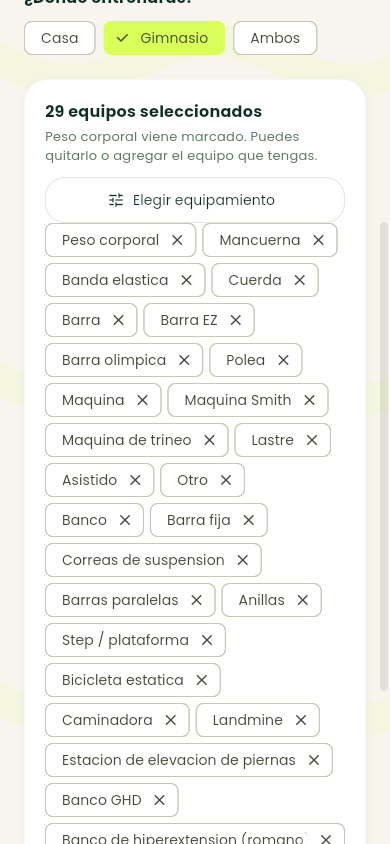 ¿Dónde entrenarás?
Casa Gimnasio Ambos
29 equipos seleccionados
Peso corporal viene marcado. Puedes
quitarlo o agregar el equipo que tengas.
Elegir equipamiento
Peso corporal Mancuerna
Banda elastica Cuerda
Barra Barra EZ
Barra olimpica Polea
Maquina Maquina Smith
Maquina de trineo Lastre
Asistido Otro
Banco Barra fija
Correas de suspension
Barras paralelas Anillas
Step / plataforma
Bicicleta estatica
Caminadora Landmine
Estacion de elevacion de piernas
Banco GHD
Banco de hiperextension (romano